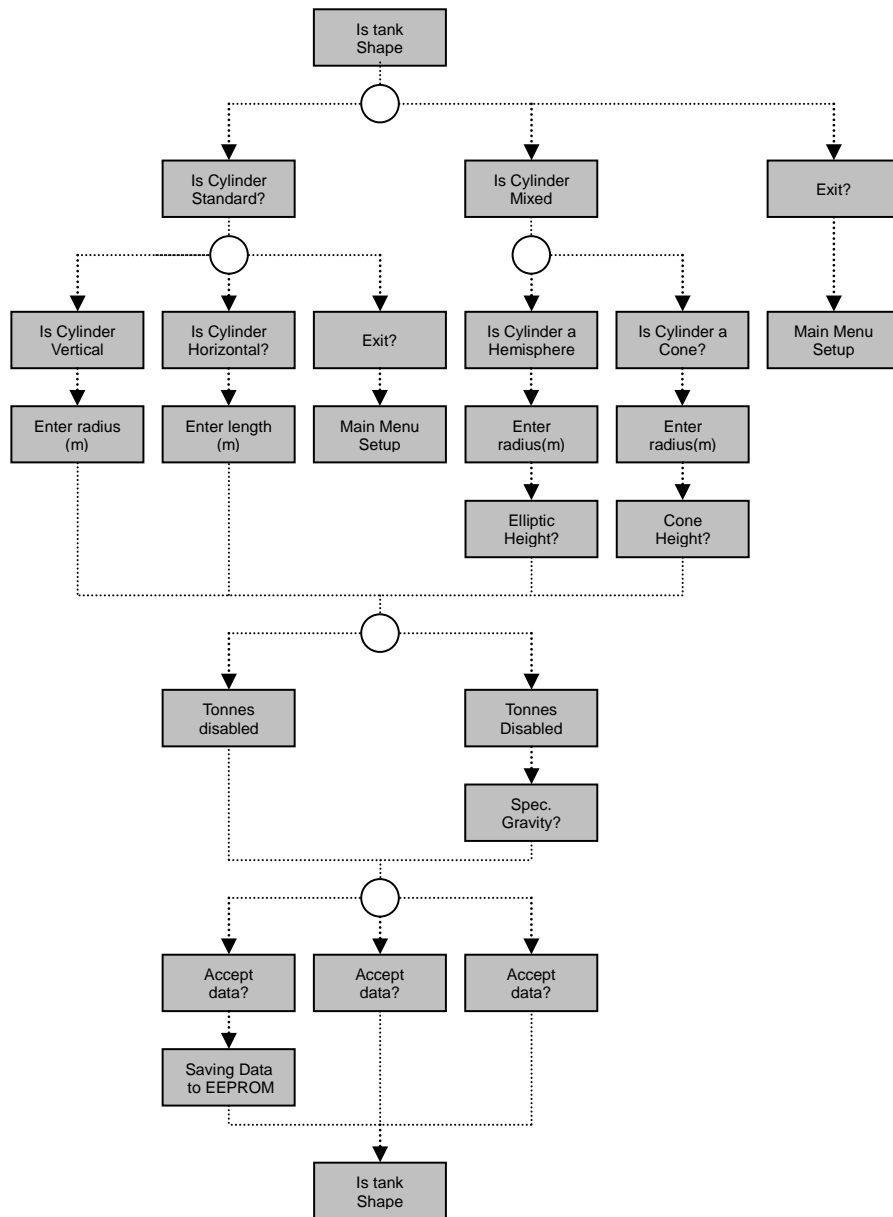 Is tank
Shape
Is Cylinder
Standard?
Is Cylinder
Mixed
Exit?
Is Cylinder
Vertical
Is Cylinder
Horizontal?
Exit?
Is Cylinder a
Hemisphere
Is Cylinder a
Cone?
Main Menu
Setup
Enter radius
(m)
Enter length
(m)
Main Menu
Setup
Enter
radius(m)
Enter
radius(m)
Elliptic
Height?
Cone
Height?
Tonnes
disabled
Tonnes
Disabled
Spec.
Gravity?
Accept
data?
Accept
data?
Accept
data?
Saving Data
to EEPROM
Is tank
Shape